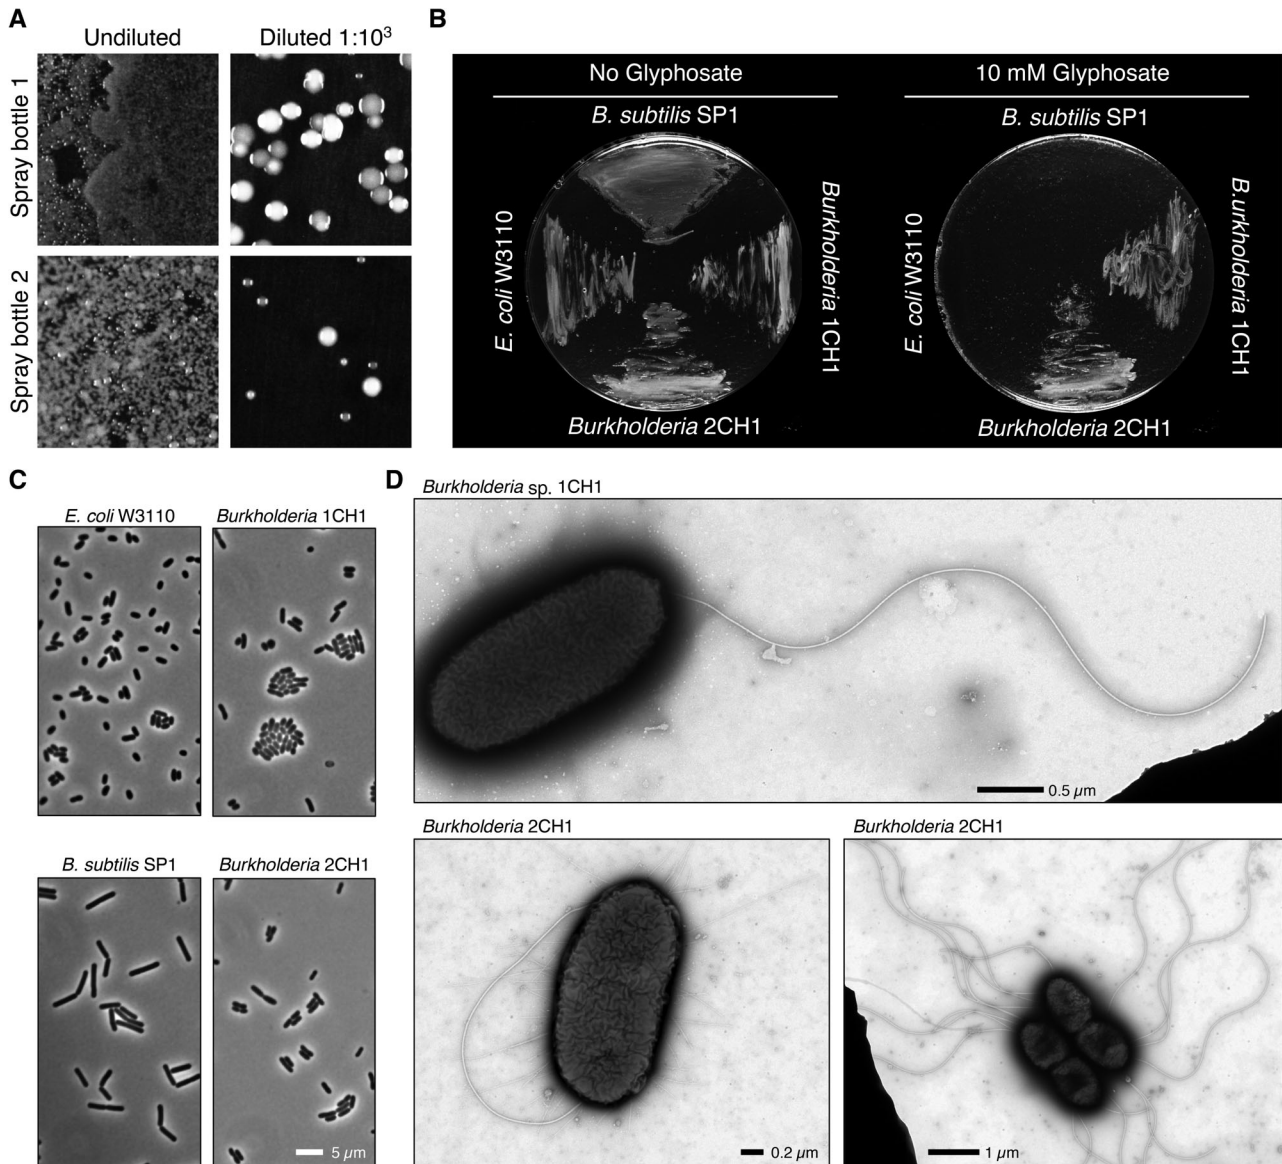 A
Undiluted
Diluted 1:10³
Spray bottle 1
Spray bottle 2
B
No Glyphosate
10 mM Glyphosate
B. subtilis SP1
B. subtilis SP1
E. coli W3110
Burkholderia 1CH1
E. coli W3110
B.urkholderia 1CH1
Burkholderia 2CH1
Burkholderia 2CH1
C
E. coli W3110
Burkholderia 1CH1
B. subtilis SP1
Burkholderia 2CH1
5 µm
D
Burkholderia sp. 1CH1
0.5 µm
Burkholderia 2CH1
Burkholderia 2CH1
0.2 µm
1 µm